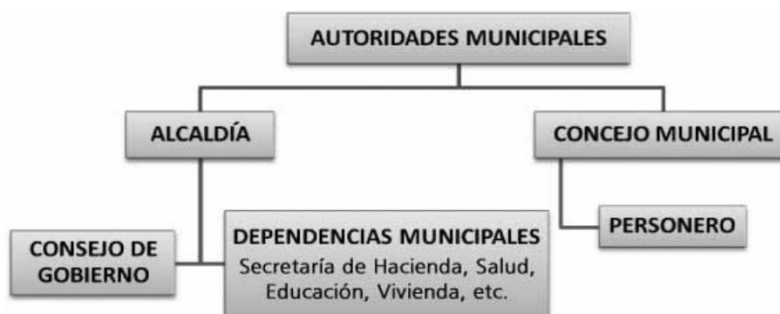 AUTORIDADES MUNICIPALES
ALCALDÍA
CONCEJO MUNICIPAL
CONSEJO DE
GOBIERNO
DEPENDENCIAS MUNICIPALES
Secretaría de Hacienda, Salud,
Educación, Vivienda, etc.
PERSONERO